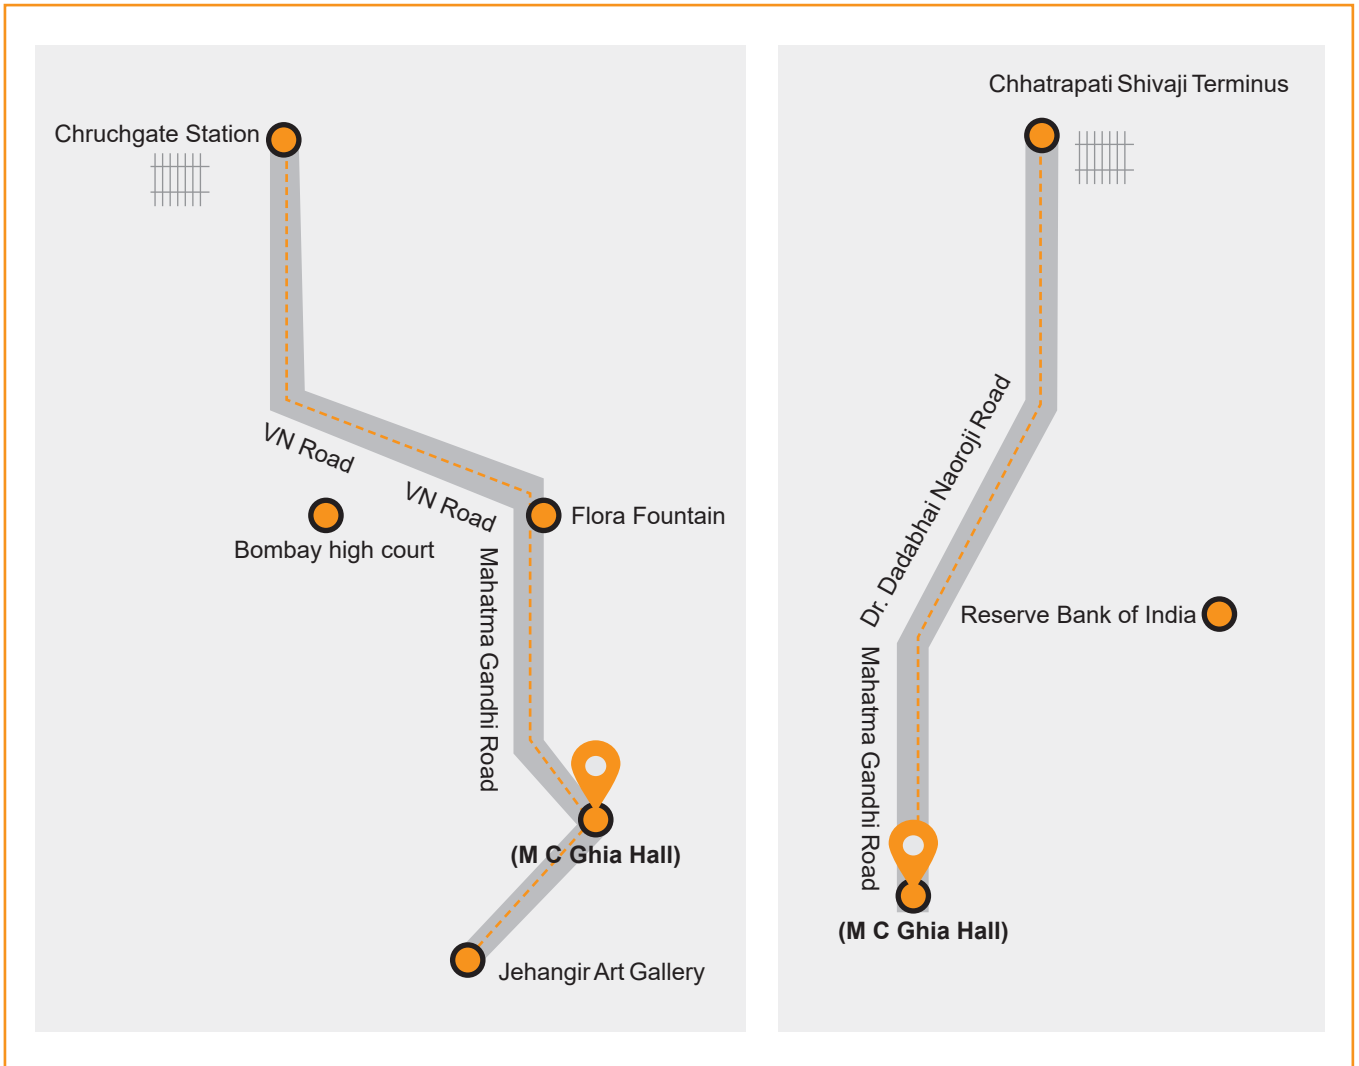 Chruchgate Station
VN Road
VN Road
Flora Fountain
Bombay high court
Mahatma Gandhi Road
(M C Ghia Hall)
Jehangir Art Gallery
Chhatrapati Shivaji Terminus
Dr. Dadabhai Naoroji Road
Reserve Bank of India
Mahatma Gandhi Road
(M C Ghia Hall)